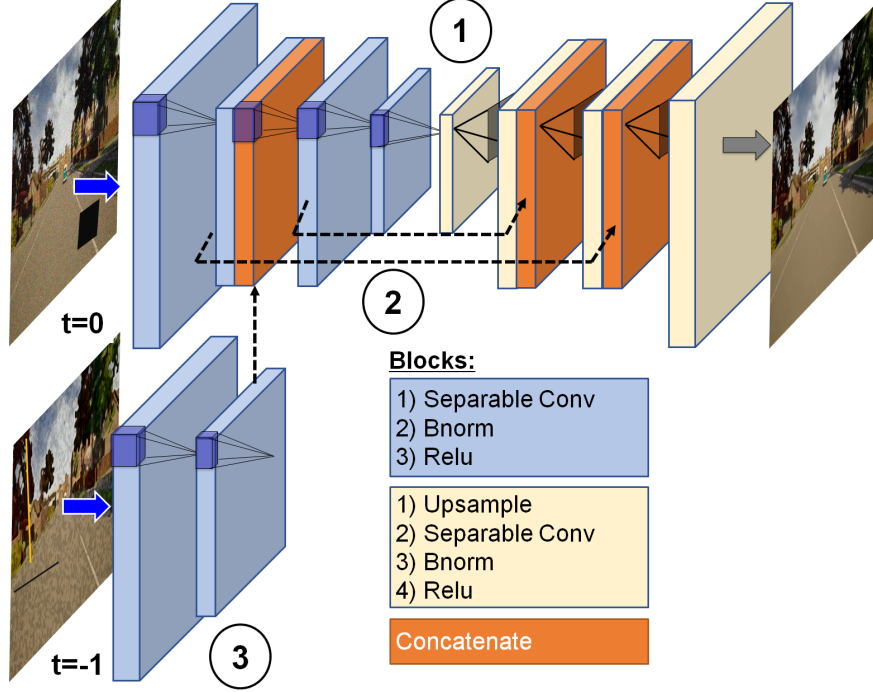 1
2
t=0
Blocks:
1) Separable Conv
2) Bnorm
3) Relu
1) Upsample
2) Separable Conv
3) Bnorm
4) Relu
Concatenate
t=-1
3